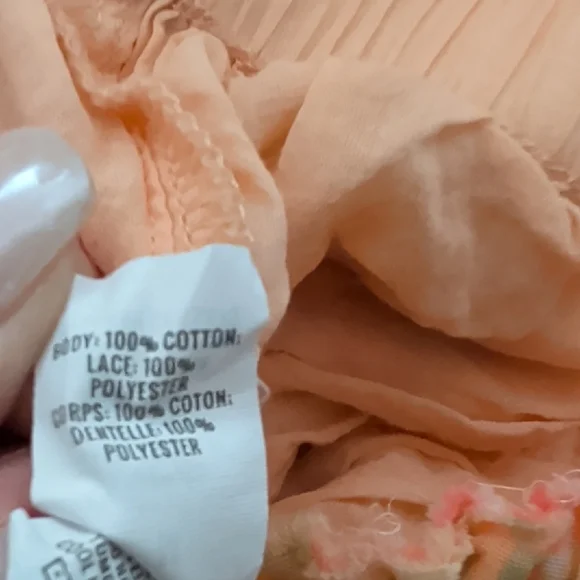 BODY: 100% COTTON;
LACE: 100%
POLYESTER
CORPS: 100% COTON;
DENTELLE: 100%
POLYESTER